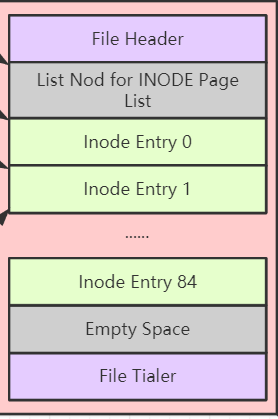 File Header
List Nod for INODE Page
List
Inode Entry 0
Inode Entry 1
......
Inode Entry 84
Empty Space
File Tialer